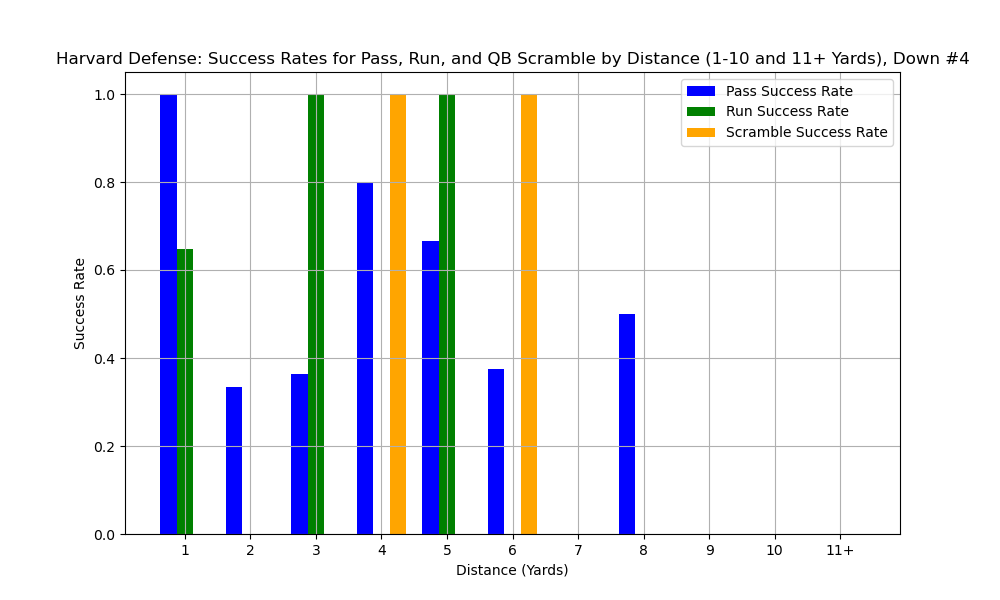 Harvard Defense: Success Rates for Pass, Run, and QB Scramble by Distance (1-10 and 11+ Yards), Down #4
Pass Success Rate
Run Success Rate
Scramble Success Rate
1.0
0.8
0.6
0.4
0.2
0.0
Success Rate
1 2 3 4 5 6 7 8 9 10 11+
Distance (Yards)